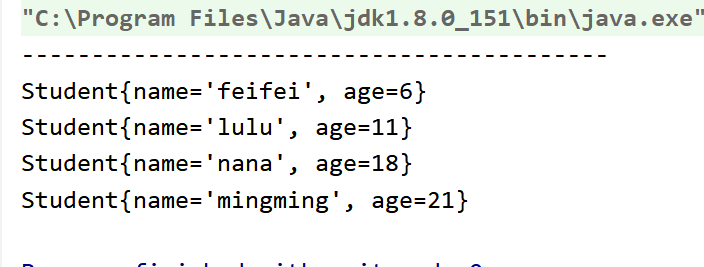 "C:\Program Files\Java\jdk1.8.0_151\bin\java.exe"
-----------------------------------------
Student{name='feifei', age=6}
Student{name='lulu', age=11}
Student{name='nana', age=18}
Student{name='mingming', age=21}